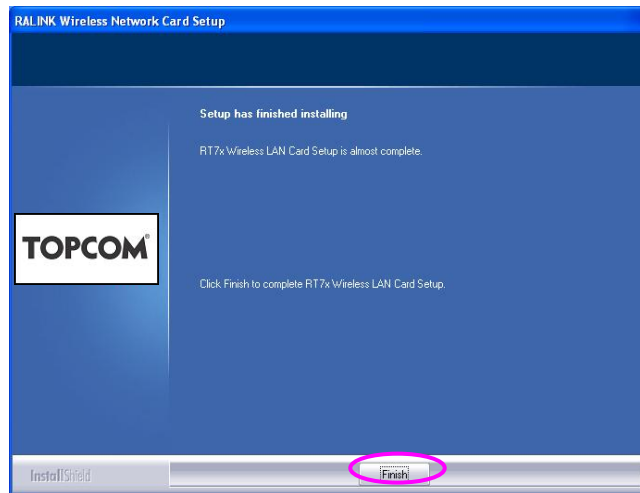 RALINK Wireless Network Card Setup
Setup has finished installing
RT7x Wireless LAN Card Setup is almost complete.
TOPCOM®
Click Finish to complete RT7x Wireless LAN Card Setup.
InstallShield
Finish